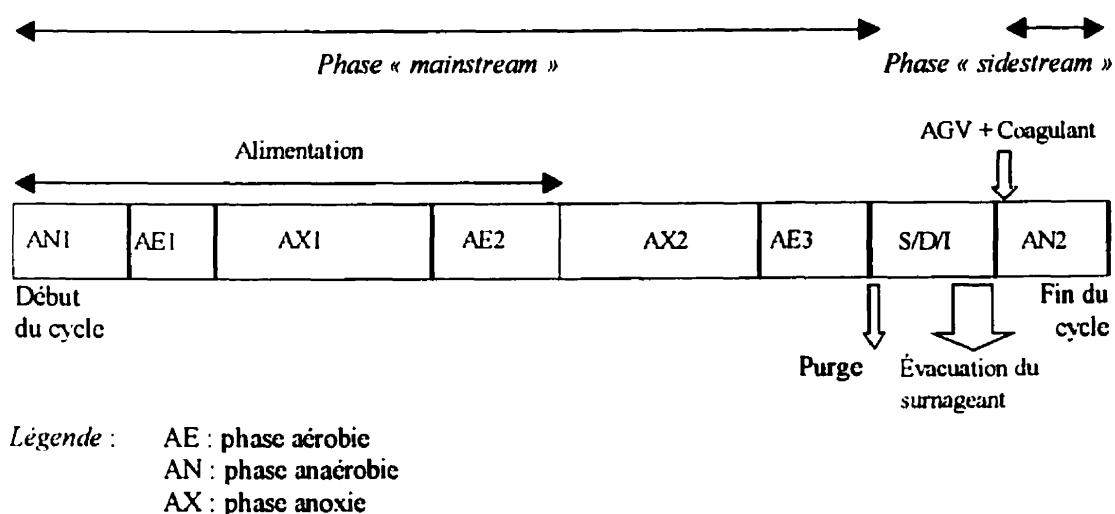 Phase « mainstream »
Phase « sidestream »
AGV + Coagulant
Alimentation
AN1 AE1 AX1 AE2 AX2 AE3 S/D/I AN2
Début
du cycle
Fin du
cycle
Purge
Évacuation du
surnageant
Légende :
AE : phase aérobie
AN : phase anaérobie
AX : phase anoxie